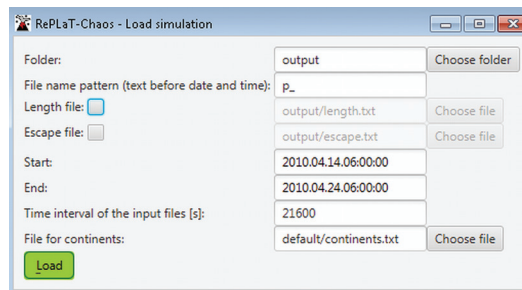 RePLaT-Chaos - Load simulation
Folder: output Choose folder
File name pattern (text before date and time): p_
Length file: output/length.txt Choose file
Escape file: output/escape.txt Choose file
Start: 2010.04.14.06:00:00
End: 2010.04.24.06:00:00
Time interval of the input files [s]: 21600
File for continents: default/continents.txt Choose file
Load